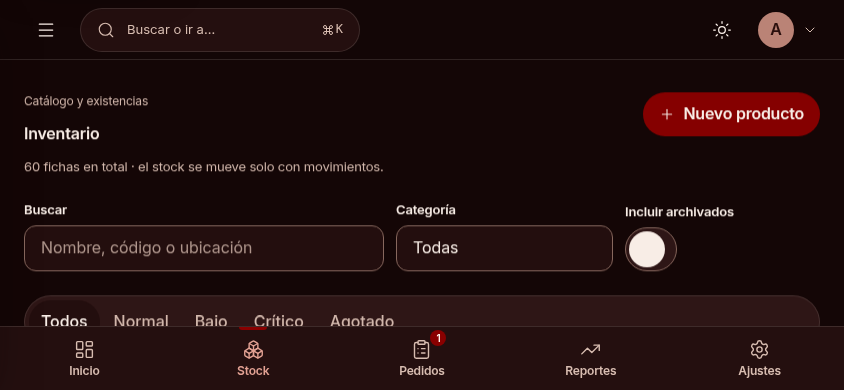 Buscar o ir a... ⌘K
A
Catálogo y existencias
Inventario
+ Nuevo producto
60 fichas en total · el stock se mueve solo con movimientos.
Buscar
Categoría
Incluir archivados
Nombre, código o ubicación
Todas
Todos Normal Bajo Crítico Agotado
1
Inicio Stock Pedidos Reportes Ajustes